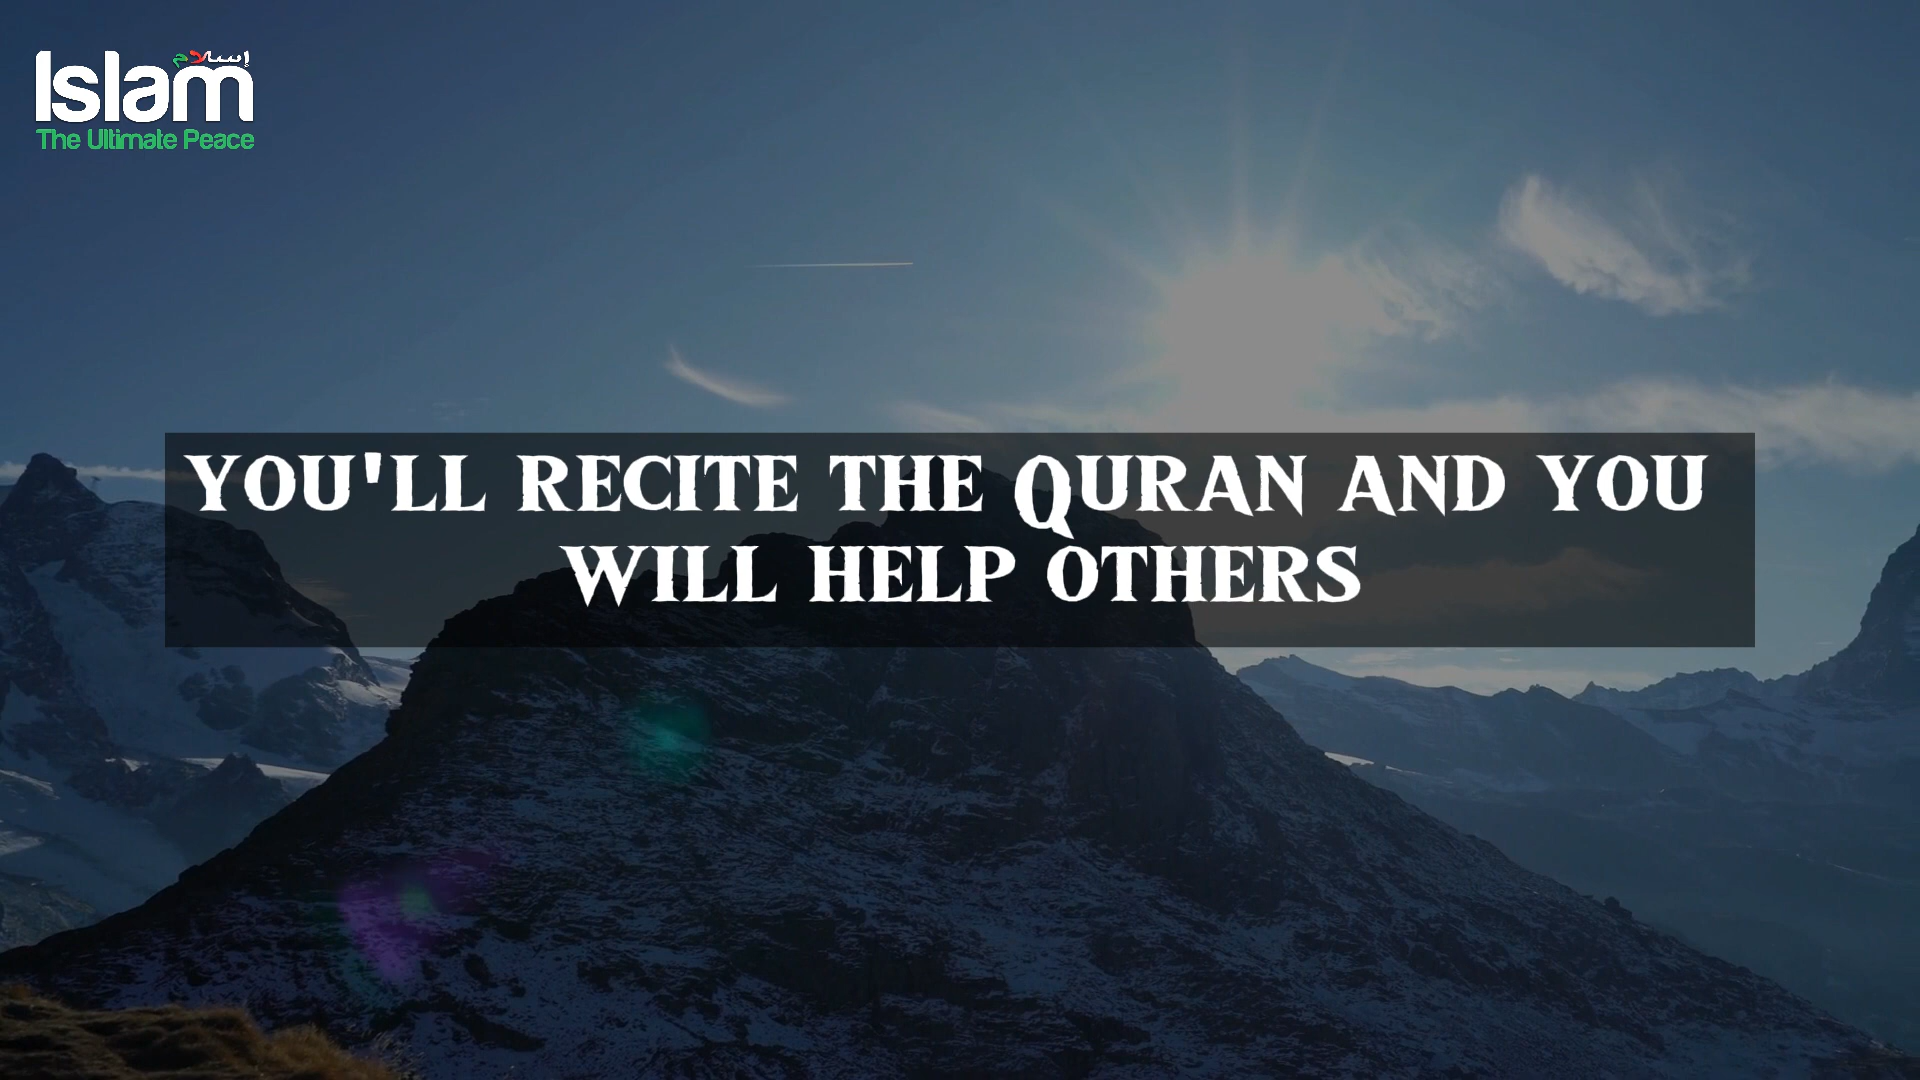 إسلام
Islam
The Ultimate Peace
YOU'LL RECITE THE QURAN AND YOU
WILL HELP OTHERS